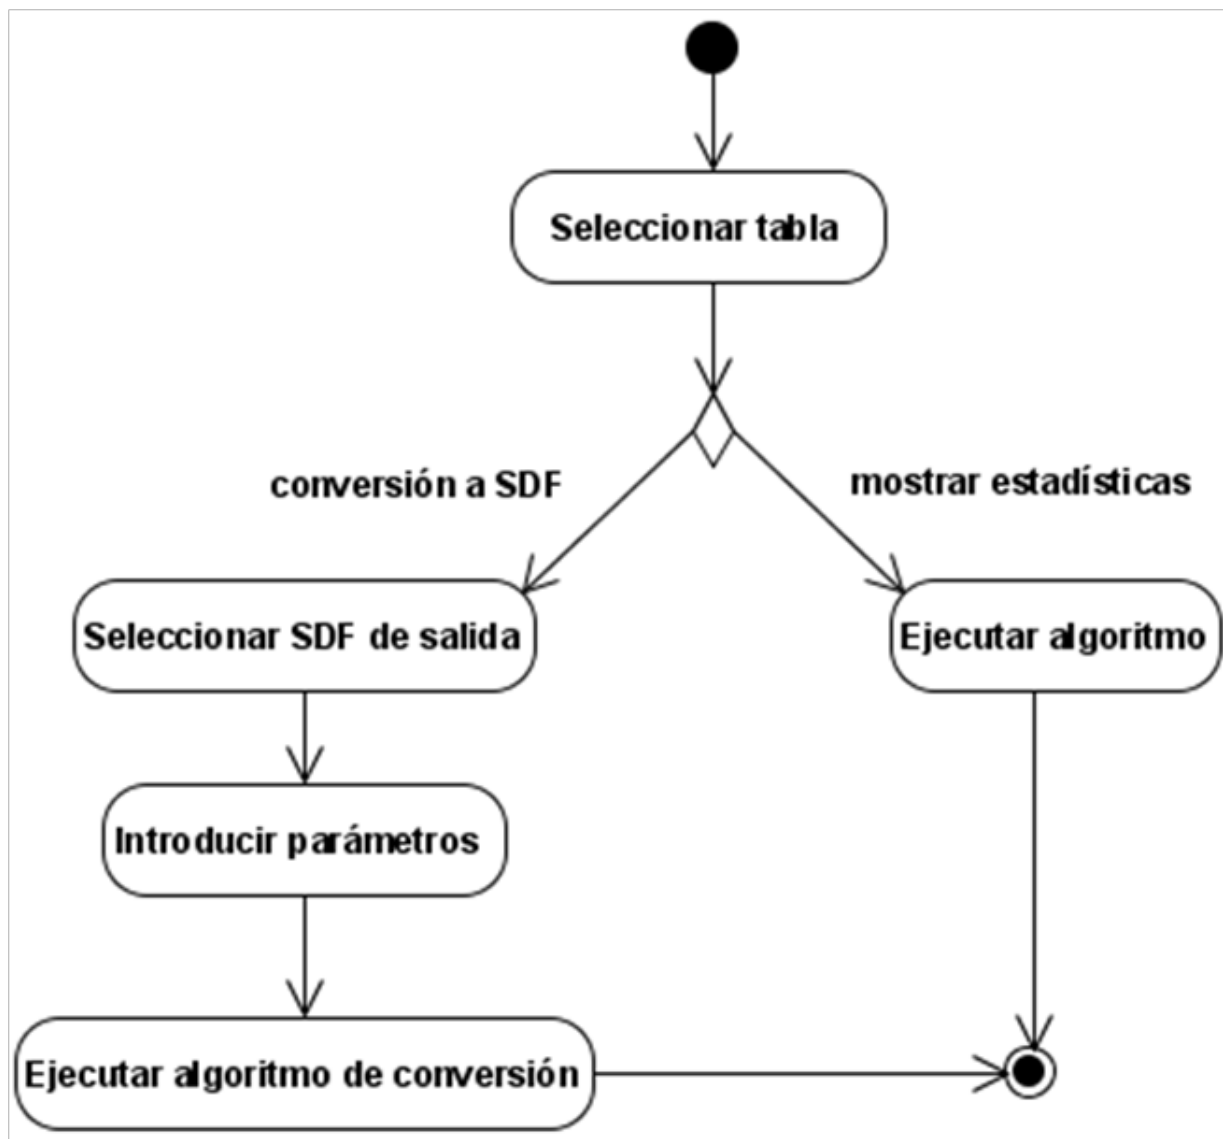 Seleccionar tabla
conversión a SDF
mostrar estadísticas
Seleccionar SDF de salida
Ejecutar algoritmo
Introducir parámetros
Ejecutar algoritmo de conversión